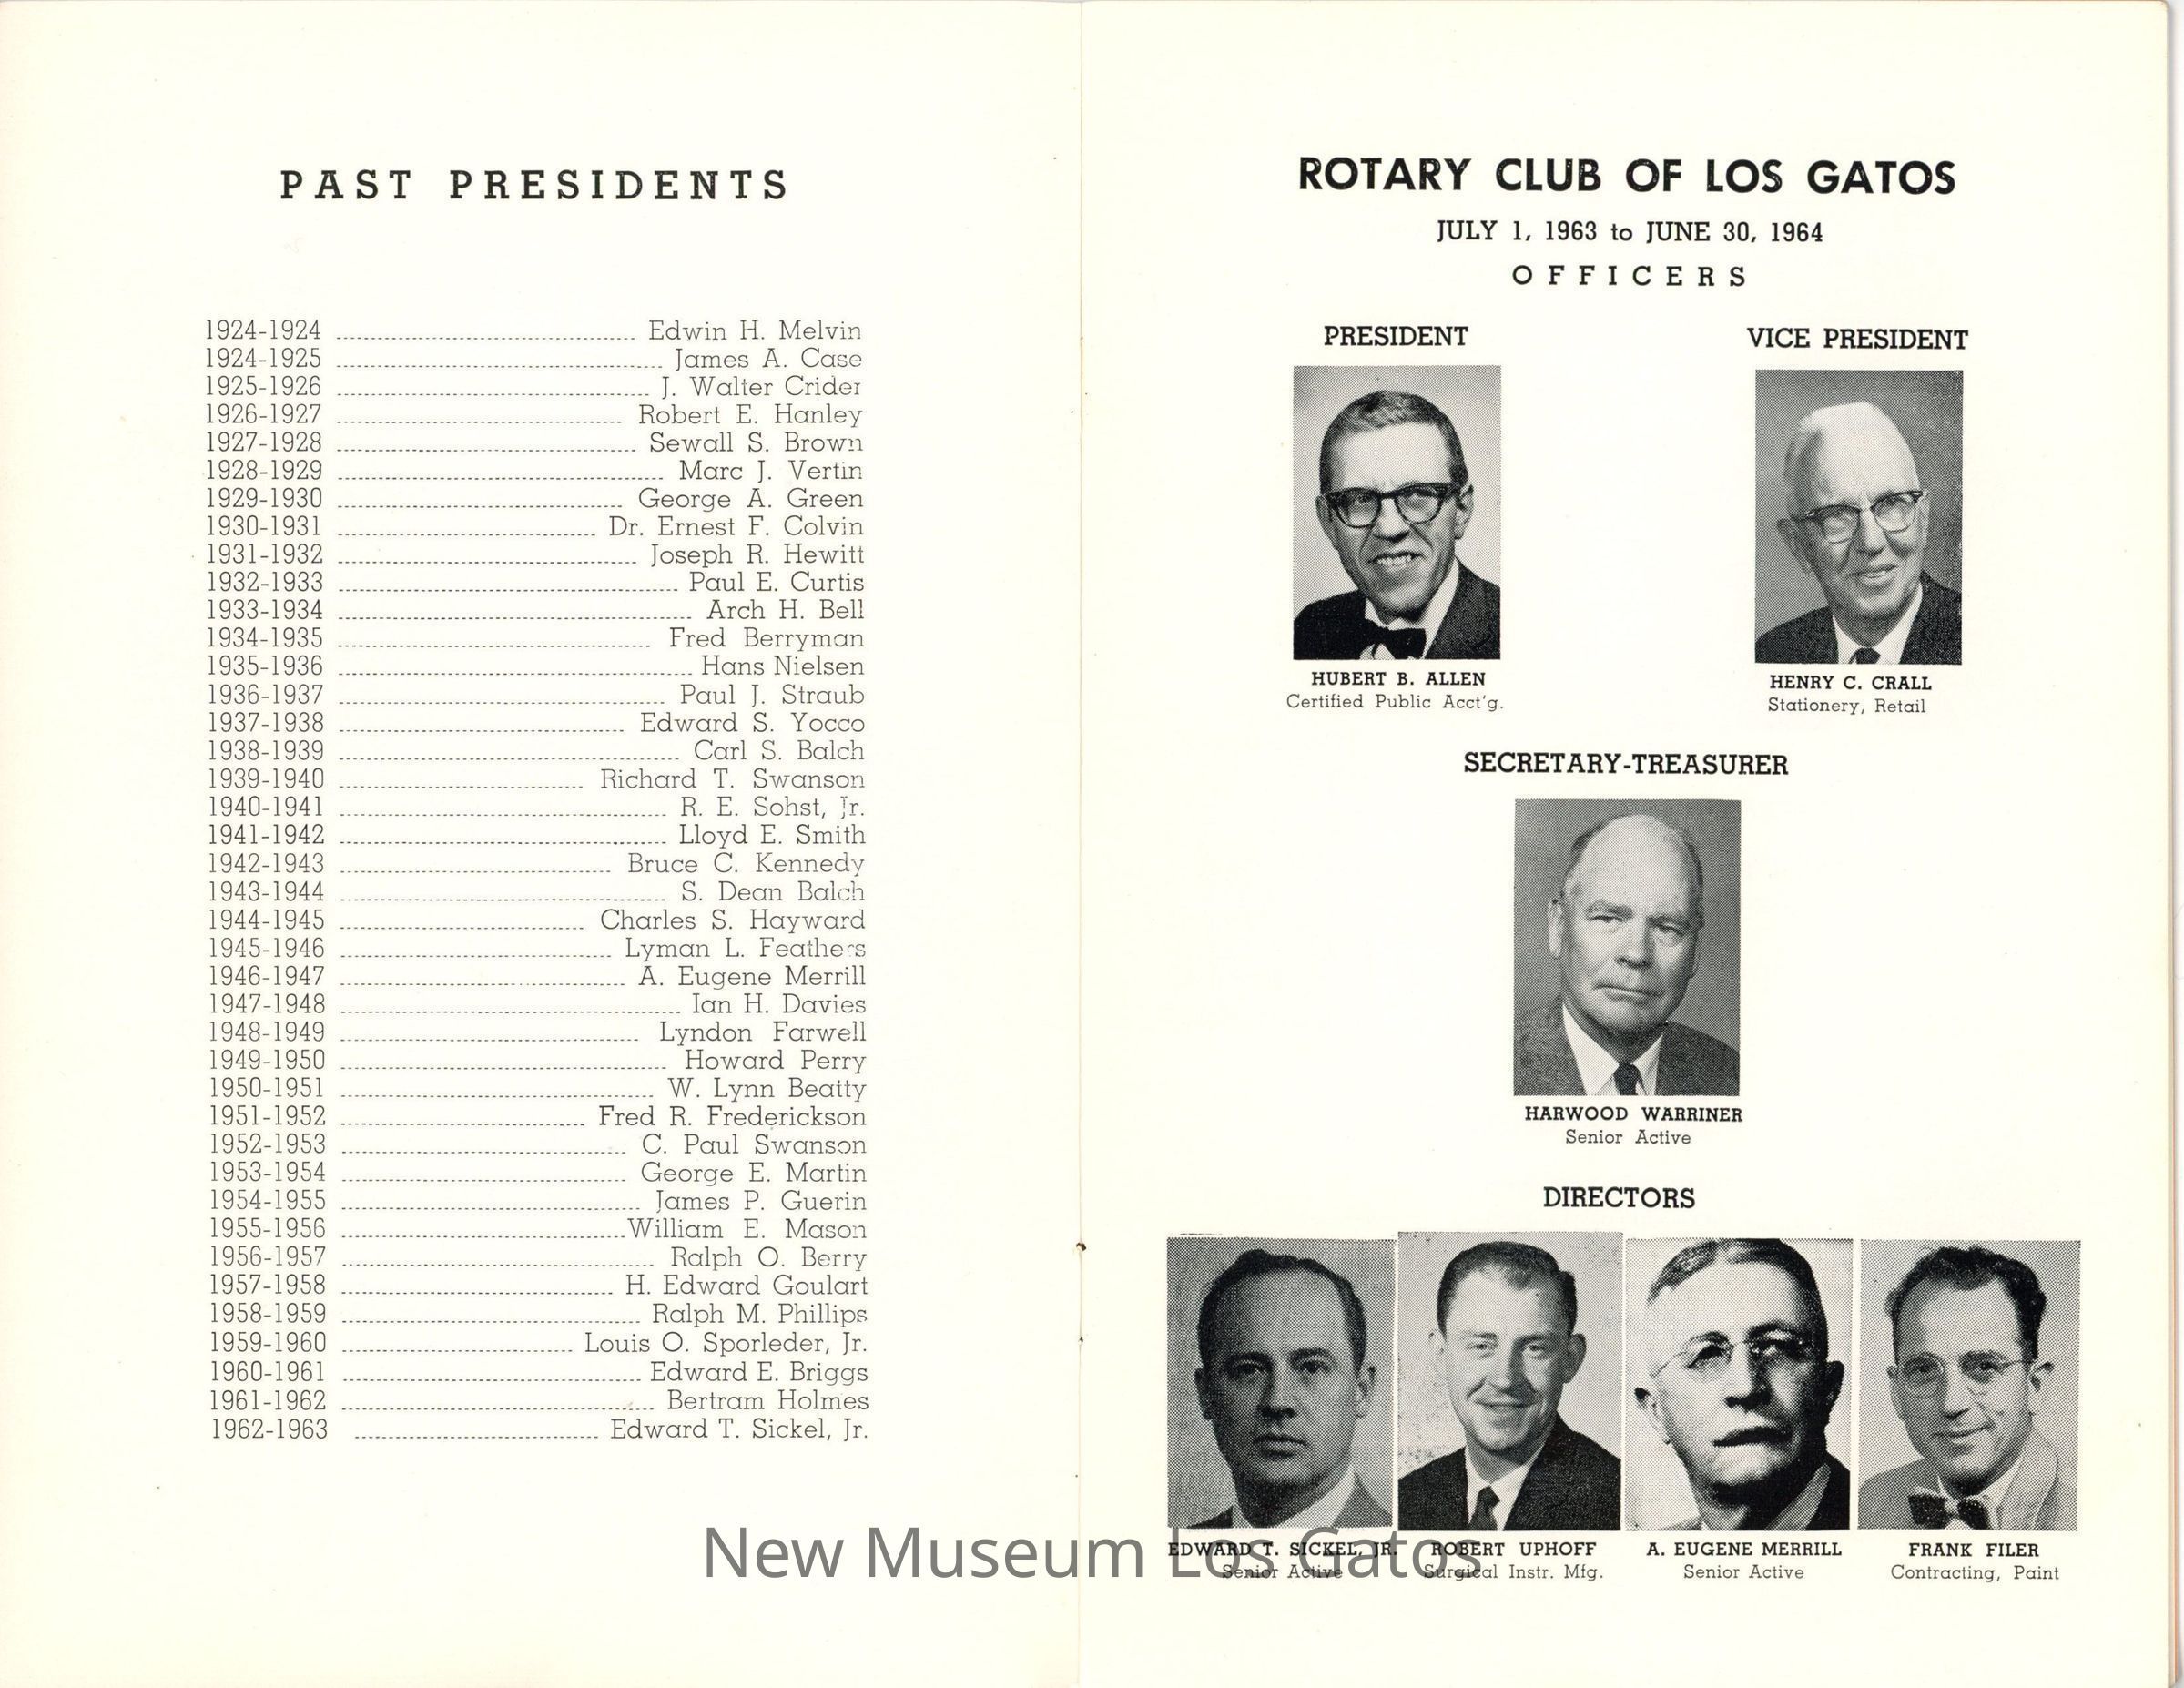 PAST PRESIDENTS
1924-1924 Edwin H. Melvin
1924-1925 James A. Case
1925-1926 J. Walter Crider
1926-1927 Robert E. Hanley
1927-1928 Sewall S. Brown
1928-1929 Marc J. Vertin
1929-1930 George A. Green
1930-1931 Dr. Ernest F. Colvin
1931-1932 Joseph R. Hewitt
1932-1933 Paul E. Curtis
1933-1934 Arch H. Bell
1934-1935 Fred Berryman
1935-1936 Hans Nielsen
1936-1937 Paul J. Straub
1937-1938 Edward S. Yocco
1938-1939 Carl S. Balch
1939-1940 Richard T. Swanson
1940-1941 R. E. Sohst, Jr.
1941-1942 Lloyd E. Smith
1942-1943 Bruce C. Kennedy
1943-1944 S. Dean Balch
1944-1945 Charles S. Hayward
1945-1946 Lyman L. Feathers
1946-1947 A. Eugene Merrill
1947-1948 Ian H. Davies
1948-1949 Lyndon Farwell
1949-1950 Howard Perry
1950-1951 W. Lynn Beatty
1951-1952 Fred R. Frederickson
1952-1953 C. Paul Swanson
1953-1954 George E. Martin
1954-1955 James P. Guerin
1955-1956 William E. Mason
1956-1957 Ralph O. Berry
1957-1958 H. Edward Goulart
1958-1959 Ralph M. Phillips
1959-1960 Louis O. Sporleder, Jr.
1960-1961 Edward E. Briggs
1961-1962 Bertram Holmes
1962-1963 Edward T. Sickel, Jr.
ROTARY CLUB OF LOS GATOS
JULY 1, 1963 to JUNE 30, 1964
OFFICERS
PRESIDENT
HUBERT B. ALLEN
Certified Public Acct'g.
VICE PRESIDENT
HENRY C. CRALL
Stationery, Retail
SECRETARY-TREASURER
HARWOOD WARRINER
Senior Active
DIRECTORS
EDWARD T. SICKEL, JR.
Senior Active
ROBERT UPHOFF
Surgical Instr. Mfg.
A. EUGENE MERRILL
Senior Active
FRANK FILER
Contracting, Paint
New Museum Los Gatos